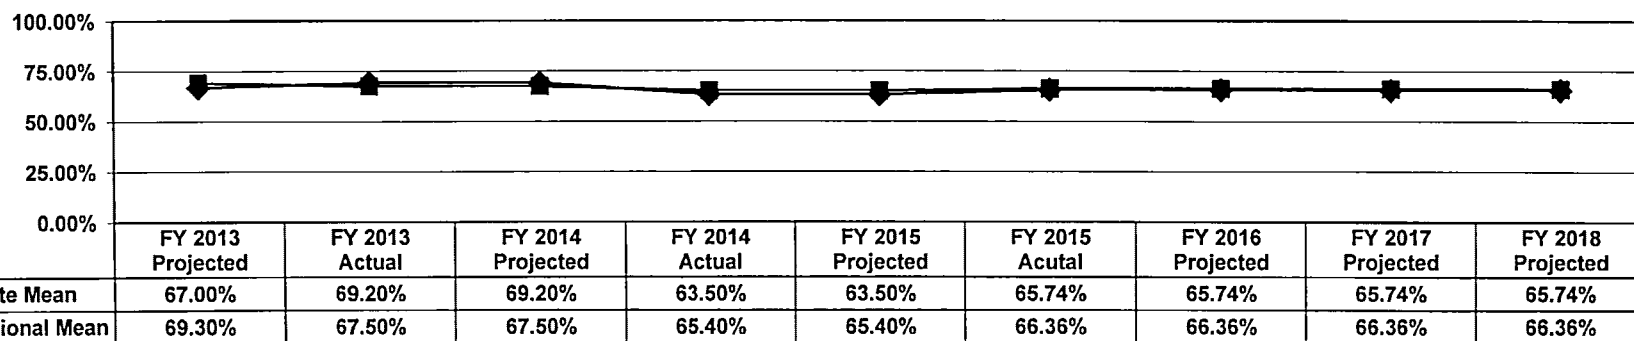 100.00%
75.00%
50.00%
25.00%
0.00%
FY 2013 Projected FY 2013 Actual FY 2014 Projected FY 2014 Actual FY 2015 Projected FY 2015 Acutal FY 2016 Projected FY 2017 Projected FY 2018 Projected
te Mean 67.00% 69.20% 69.20% 63.50% 63.50% 65.74% 65.74% 65.74% 65.74%
ional Mean 69.30% 67.50% 67.50% 65.40% 65.40% 66.36% 66.36% 66.36% 66.36%